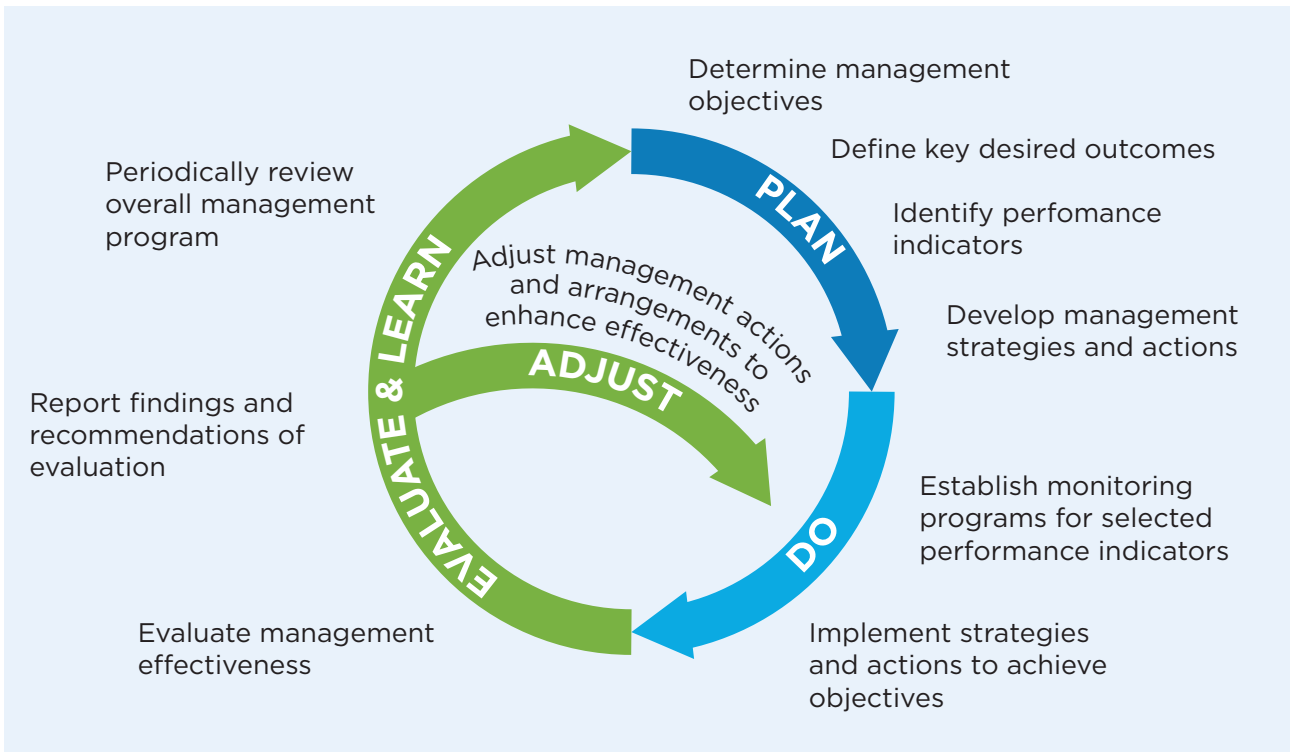 Determine management
objectives
Define key desired outcomes
PLAN
Identify perfomance
indicators
Develop management
strategies and actions
Establish monitoring
programs for selected
performance indicators
DO
Implement strategies
and actions to achieve
objectives
Evaluate management
effectiveness
EVALUATE & LEARN
Report findings and
recommendations of
evaluation
Periodically review
overall management
program
Adjust management actions
and arrangements to
enhance effectiveness
ADJUST